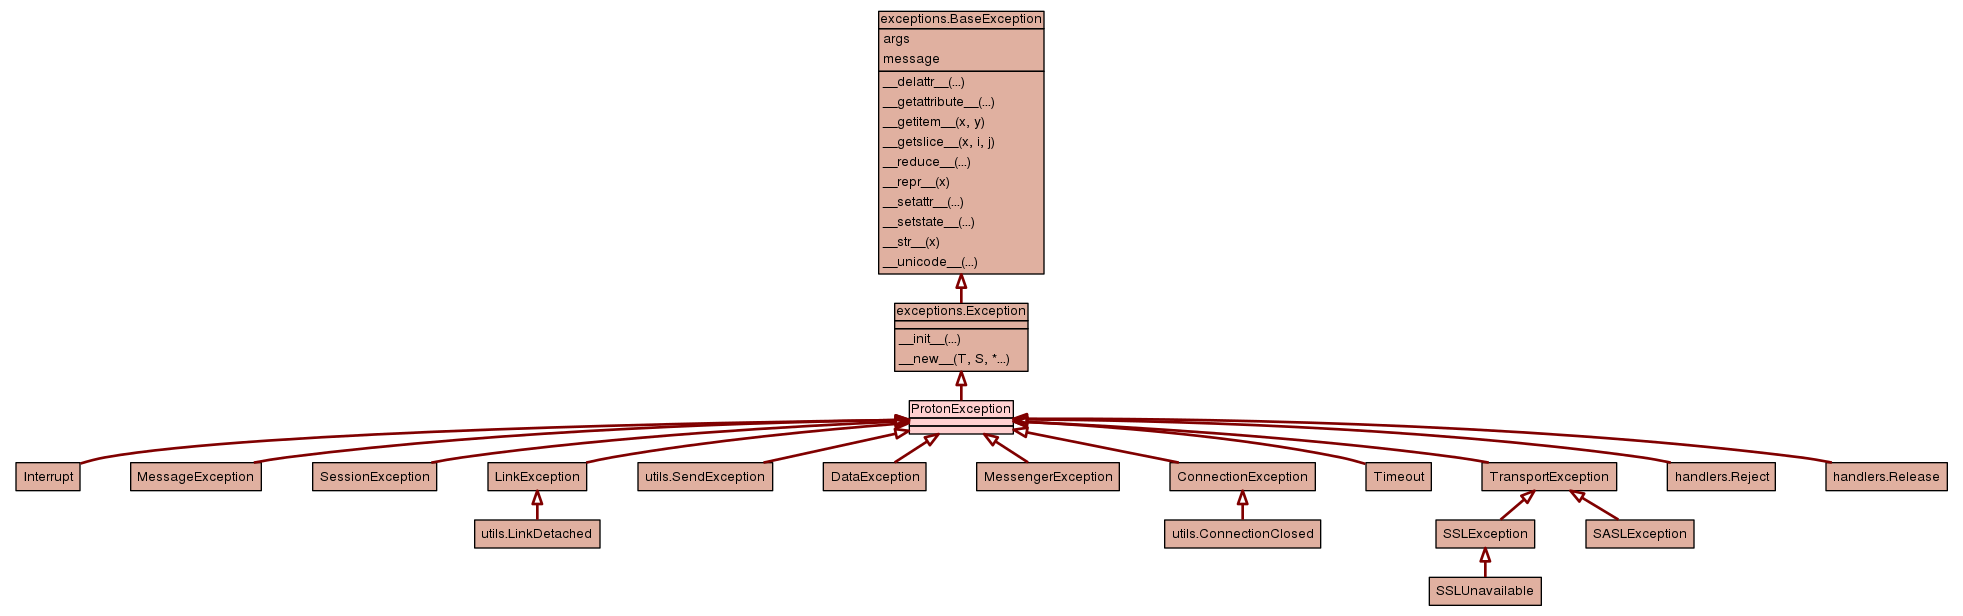 exceptions.BaseException
args
message
__delattr__(...)
__getattribute__(...)
__getitem__(x, y)
__getslice__(x, i, j)
__reduce__(...)
__repr__(x)
__setattr__(...)
__setstate__(...)
__str__(x)
__unicode__(...)
exceptions.Exception
__init__(...)
__new__(T, S, *...)
ProtonException
Interrupt
MessageException
SessionException
LinkException
utils.SendException
DataException
MessengerException
ConnectionException
Timeout
TransportException
handlers.Reject
handlers.Release
utils.LinkDetached
utils.ConnectionClosed
SSLException
SASLException
SSLUnavailable